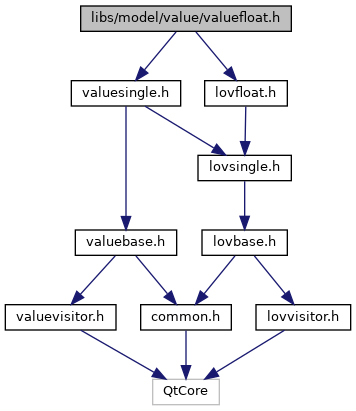 libs/model/value/valuefloat.h
valuesingle.h
lovfloat.h
lovsingle.h
valuebase.h
lovbase.h
valuevisitor.h
common.h
lovvisitor.h
QtCore